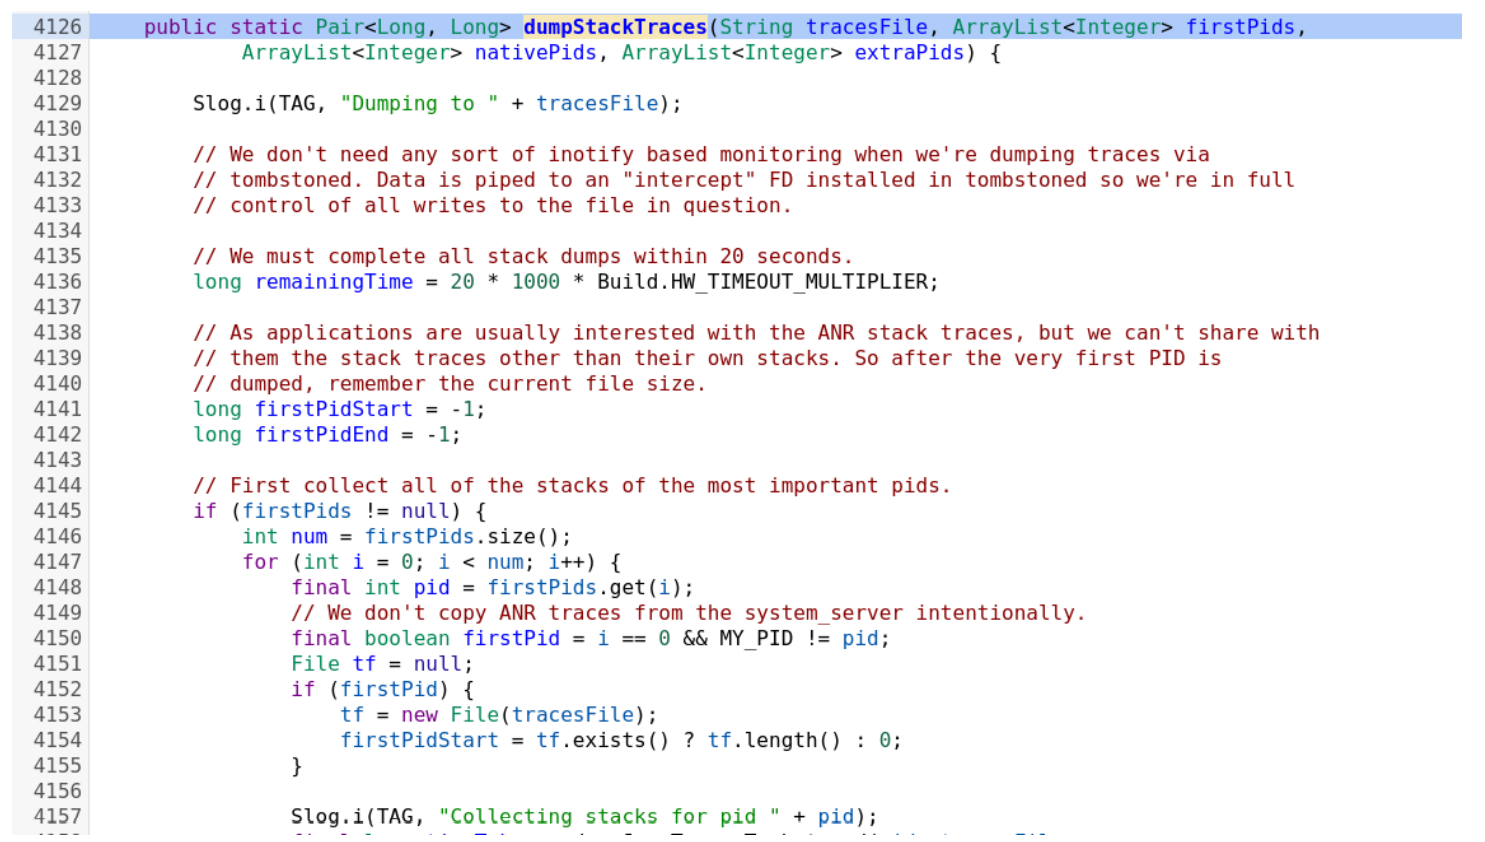 4126 public static Pair<Long, Long> dumpStackTraces(String tracesFile, ArrayList<Integer> firstPids,
4127 ArrayList<Integer> nativePids, ArrayList<Integer> extraPids) {
4128
4129 Slog.i(TAG, "Dumping to " + tracesFile);
4130
4131 // We don't need any sort of inotify based monitoring when we're dumping traces via
4132 // tombstoned. Data is piped to an "intercept" FD installed in tombstoned so we're in full
4133 // control of all writes to the file in question.
4134
4135 // We must complete all stack dumps within 20 seconds.
4136 long remainingTime = 20 * 1000 * Build.HW_TIMEOUT_MULTIPLIER;
4137
4138 // As applications are usually interested with the ANR stack traces, but we can't share with
4139 // them the stack traces other than their own stacks. So after the very first PID is
4140 // dumped, remember the current file size.
4141 long firstPidStart = -1;
4142 long firstPidEnd = -1;
4143
4144 // First collect all of the stacks of the most important pids.
4145 if (firstPids != null) {
4146 int num = firstPids.size();
4147 for (int i = 0; i < num; i++) {
4148 final int pid = firstPids.get(i);
4149 // We don't copy ANR traces from the system_server intentionally.
4150 final boolean firstPid = i == 0 && MY_PID != pid;
4151 File tf = null;
4152 if (firstPid) {
4153 tf = new File(tracesFile);
4154 firstPidStart = tf.exists() ? tf.length() : 0;
4155 }
4156
4157 Slog.i(TAG, "Collecting stacks for pid " + pid);